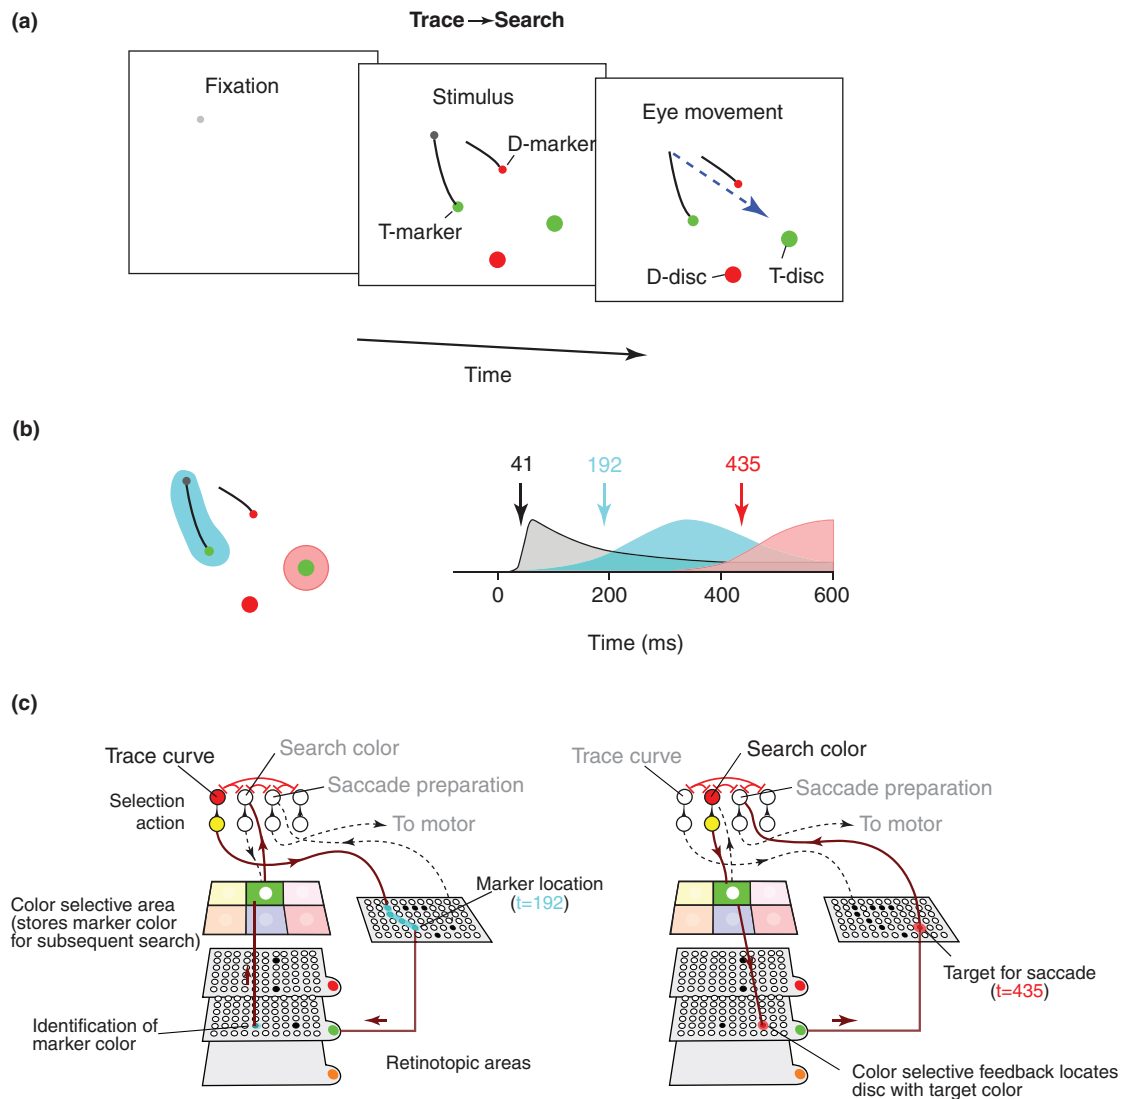 (a)
Trace→Search
Fixation
Stimulus
D-marker
T-marker
Eye movement
D-disc
T-disc
Time
(b)
41
192
435
0
200
400
600
Time (ms)
(c)
Trace curve
Search color
Saccade preparation
Selection
action
To motor
Color selective area
(stores marker color
for subsequent search)
Marker location
(t=192)
Identification of
marker color
Retinotopic areas
Trace curve
Search color
Saccade preparation
To motor
Target for saccade
(t=435)
Color selective feedback locates
disc with target color